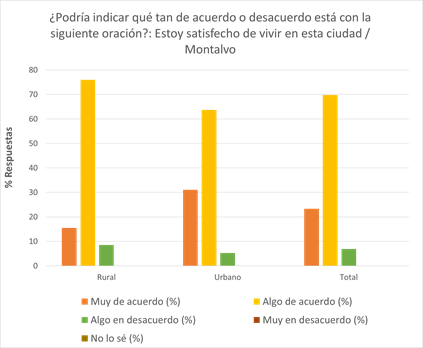 ¿Podría indicar qué tan de acuerdo o desacuerdo está con la
siguiente oración?: Estoy satisfecho de vivir en esta ciudad /
Montalvo
% Respuestas
80
70
60
50
40
30
20
10
0
Rural Urbano Total
Muy de acuerdo (%) Algo de acuerdo (%)
Algo en desacuerdo (%) Muy en desacuerdo (%)
No lo sé (%)